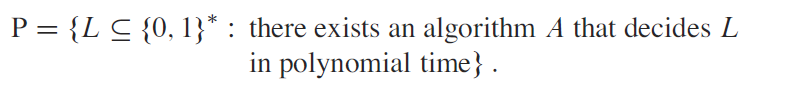 P = {L ⊆ {0, 1}* : there exists an algorithm A that decides L
in polynomial time} .